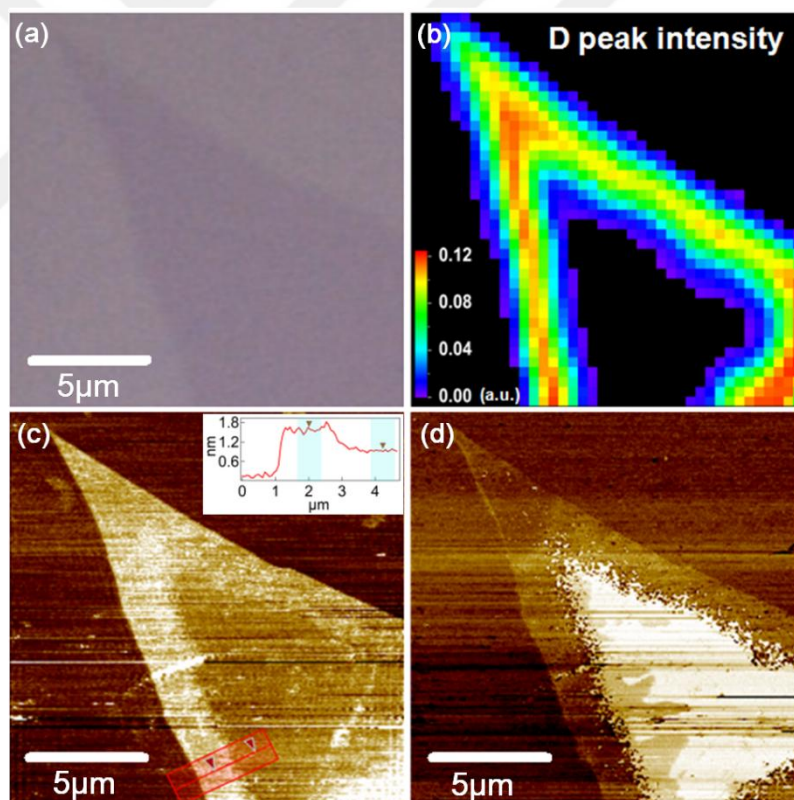 (a)
5μm
(b) D peak intensity
0.12
0.08
0.04
0.00 (a.u.)
(c)
1.8
1.2
0.6
nm
0 1 2 3 4
μm
5μm
(d)
5μm